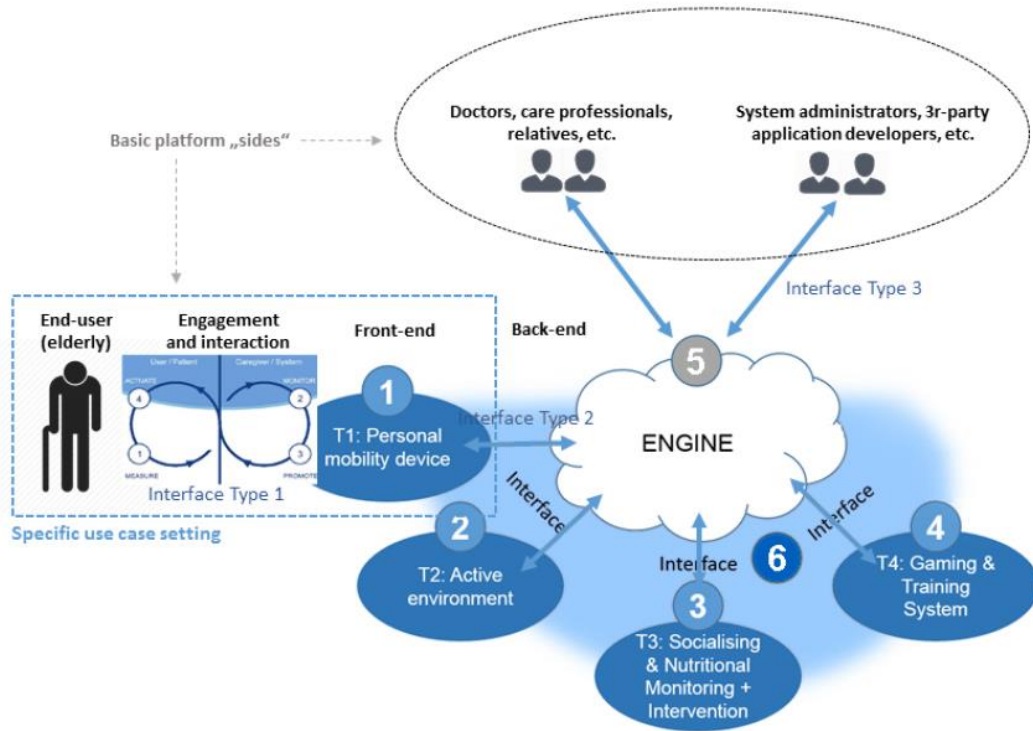 Doctors, care professionals,
relatives, etc.
System administrators, 3r-party
application developers, etc.
Basic platform „sides“
Interface Type 3
End-user
(elderly)
Engagement
and interaction
Front-end
Back-end
User / Patient
Caregiver / System
ACTIVATE
MONITOR
4
2
1
3
MEASURE
PROMOTE
Interface Type 1
1
T1: Personal
mobility device
Interface Type 2
5
ENGINE
Specific use case setting
Interface
Interface
Interface
2
T2: Active
environment
6
3
T3: Socialising
& Nutritional
Monitoring +
Intervention
4
T4: Gaming &
Training
System